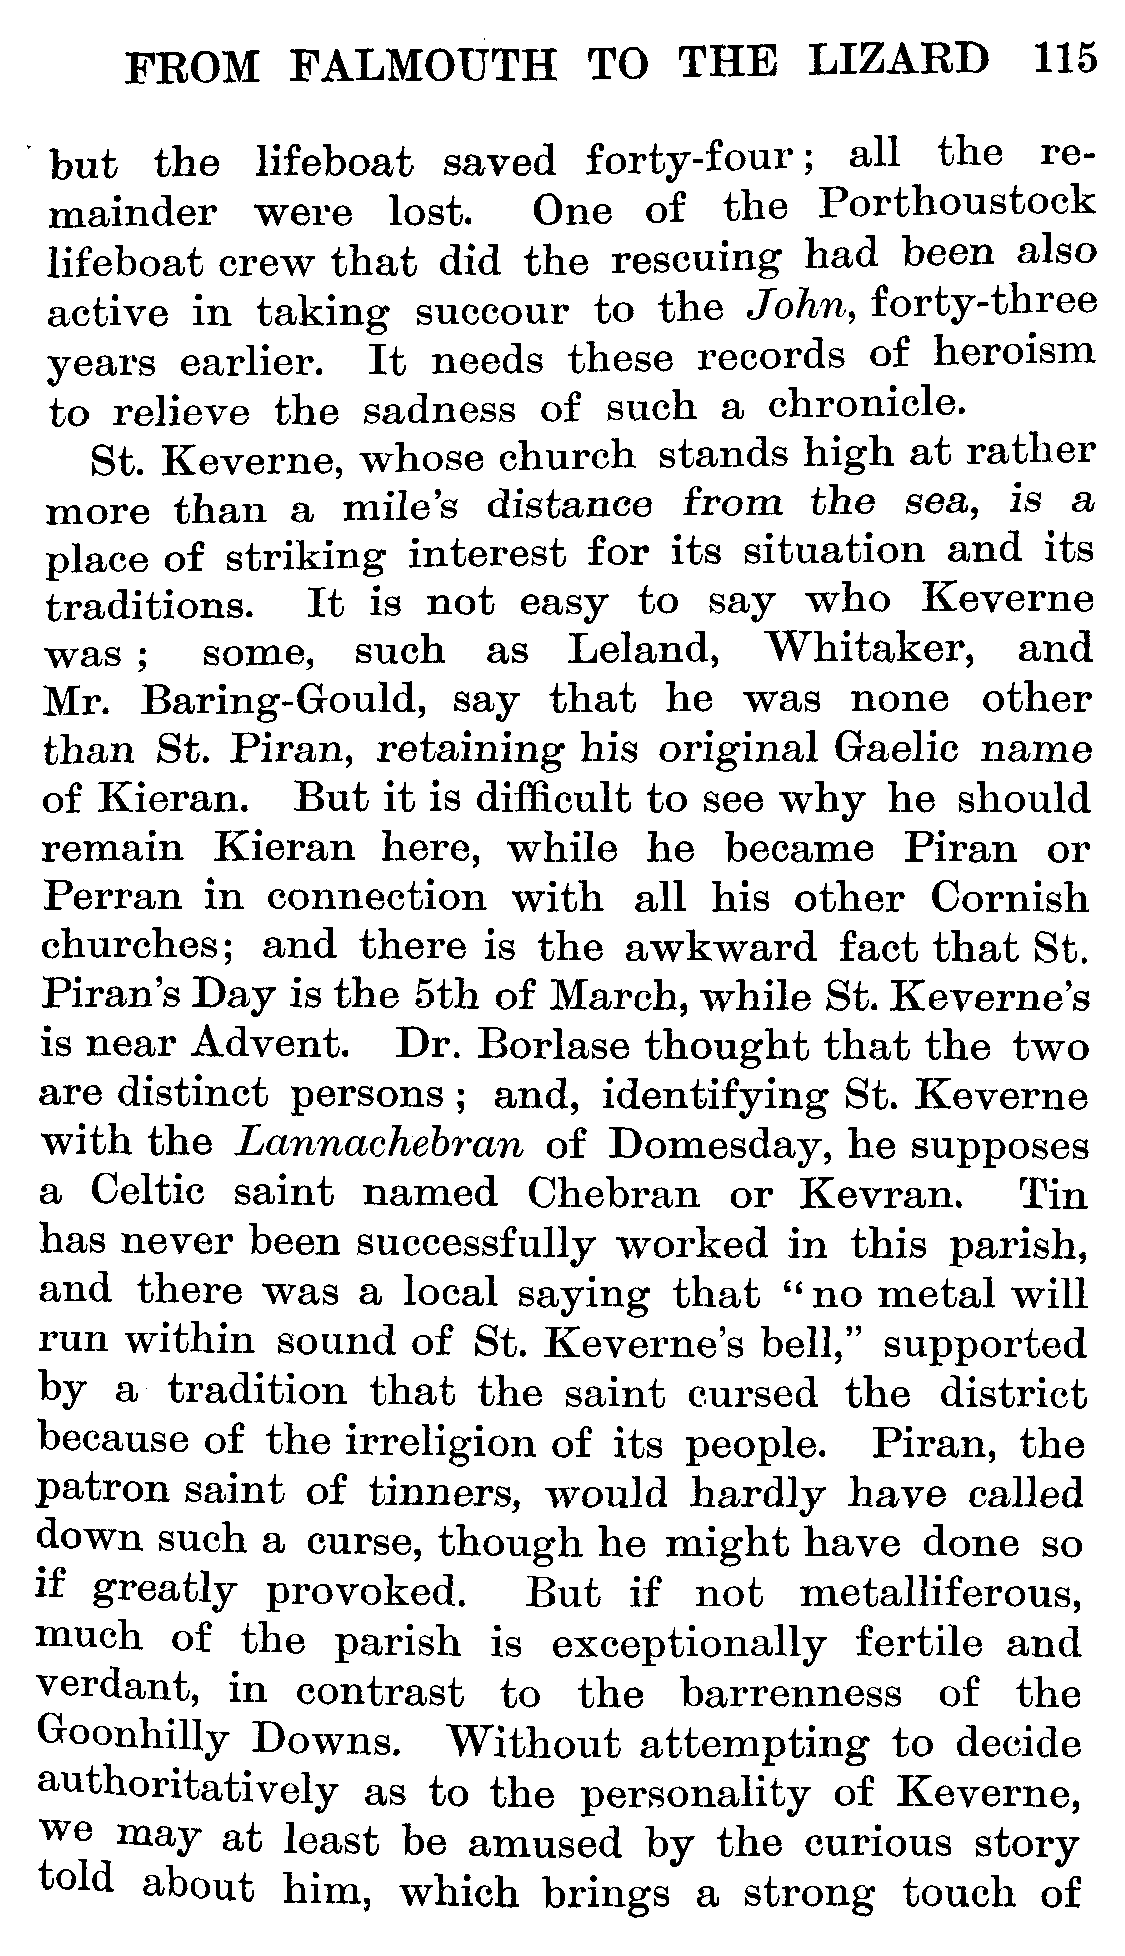 FROM FALMOUTH TO THE LIZARD 115
but the lifeboat saved forty-four; all the re-
mainder were lost. One of the Porthoustock
lifeboat crew that did the rescuing had been also
active in taking succour to the John, forty-three
years earlier. It needs these records of heroism
to relieve the sadness of such a chronicle.
St. Keverne, whose church stands high at rather
more than a mile's distance from the sea, is a
place of striking interest for its situation and its
traditions. It is not easy to say who Keverne
was; some, such as Leland, Whitaker, and
Mr. Baring-Gould, say that he was none other
than St. Piran, retaining his original Gaelic name
of Kieran. But it is difficult to see why he should
remain Kieran here, while he became Piran or
Perran in connection with all his other Cornish
churches; and there is the awkward fact that St.
Piran's Day is the 5th of March, while St. Keverne's
is near Advent. Dr. Borlase thought that the two
are distinct persons; and, identifying St. Keverne
with the Lannachebran of Domesday, he supposes
a Celtic saint named Chebran or Kevran. Tin
has never been successfully worked in this parish,
and there was a local saying that "no metal will
run within sound of St. Keverne's bell," supported
by a tradition that the saint cursed the district
because of the irreligion of its people. Piran, the
patron saint of tinners, would hardly have called
down such a curse, though he might have done so
if greatly provoked. But if not metalliferous,
much of the parish is exceptionally fertile and
verdant, in contrast to the barrenness of the
Goonhilly Downs. Without attempting to decide
authoritatively as to the personality of Keverne,
we may at least be amused by the curious story
told about him, which brings a strong touch of